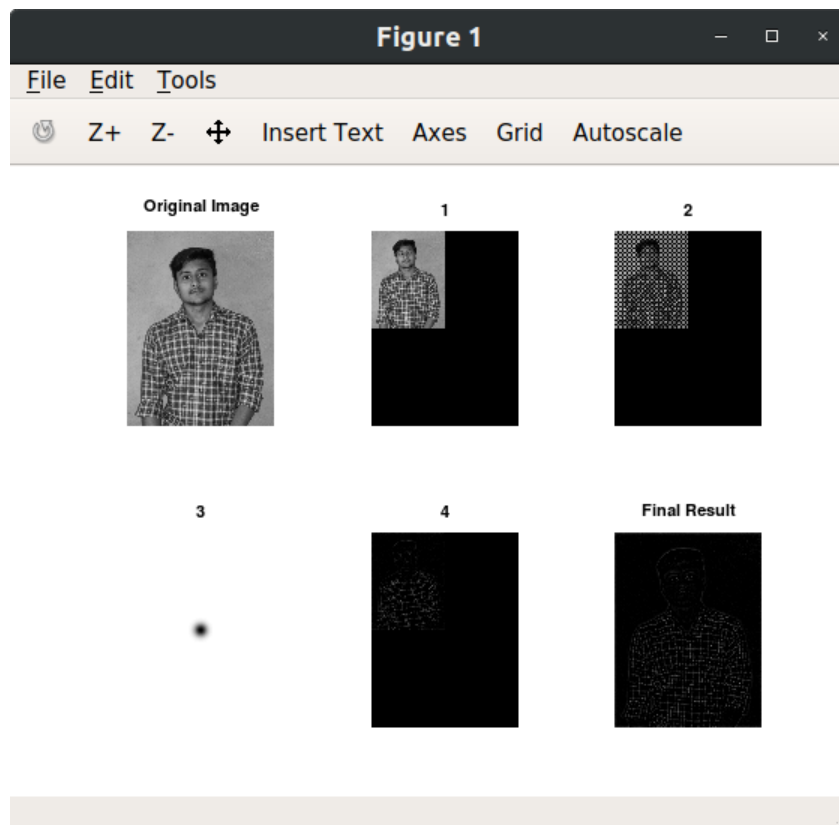 Figure 1
File Edit Tools
Z+ Z- Insert Text Axes Grid Autoscale
Original Image 1 2
3 4 Final Result